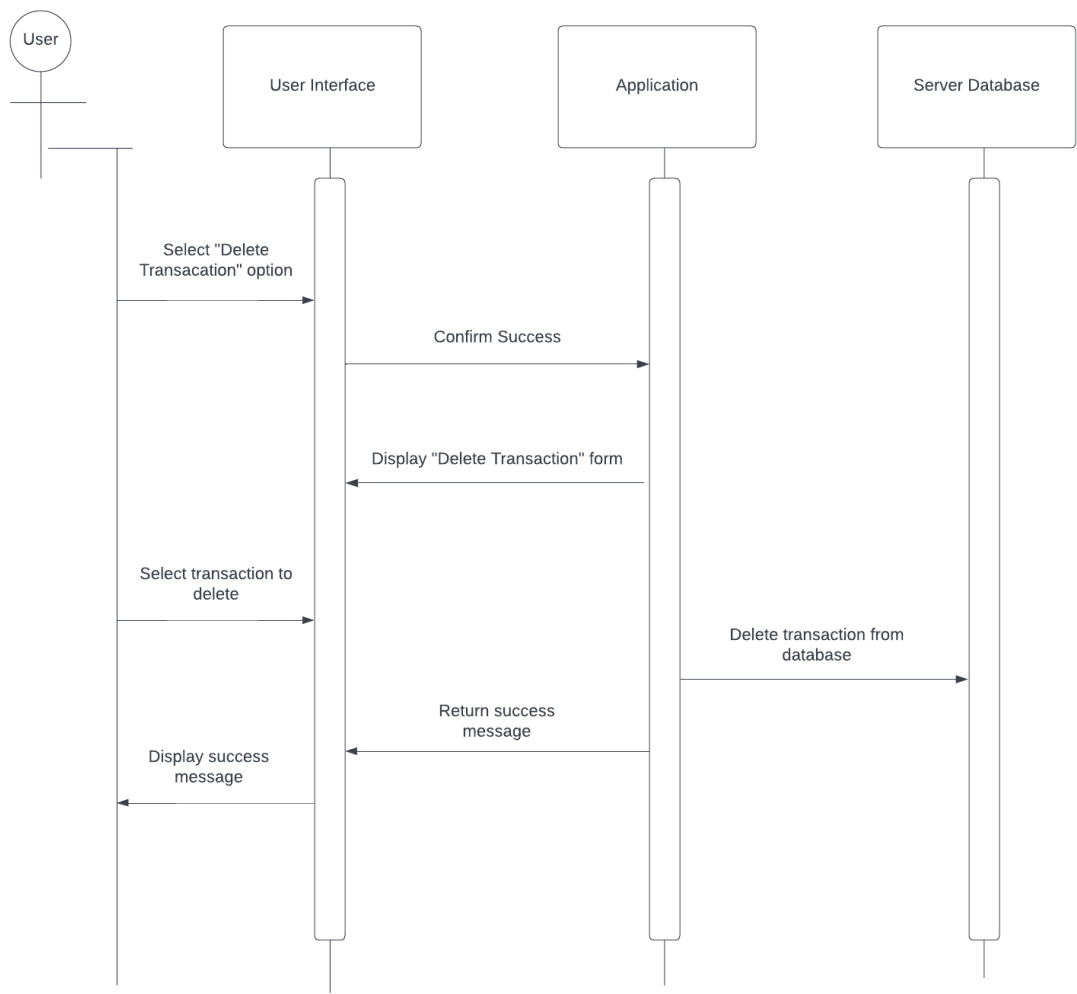 User
User Interface
Application
Server Database
Select "Delete
Transacation" option
Confirm Success
Display "Delete Transaction" form
Select transaction to
delete
Delete transaction from
database
Return success
message
Display success
message